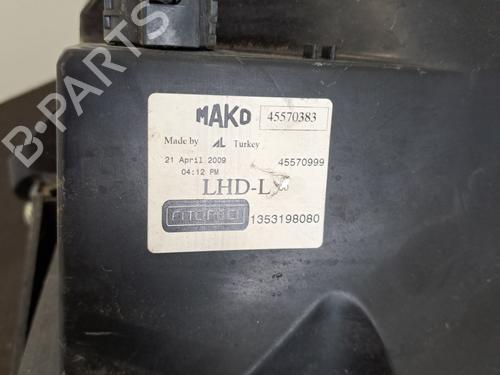 MAKO 45570383
Made by AL Turkey
21 April 2009 45570999
04:12 PM
LHD-L
1353198080
B-PARTS